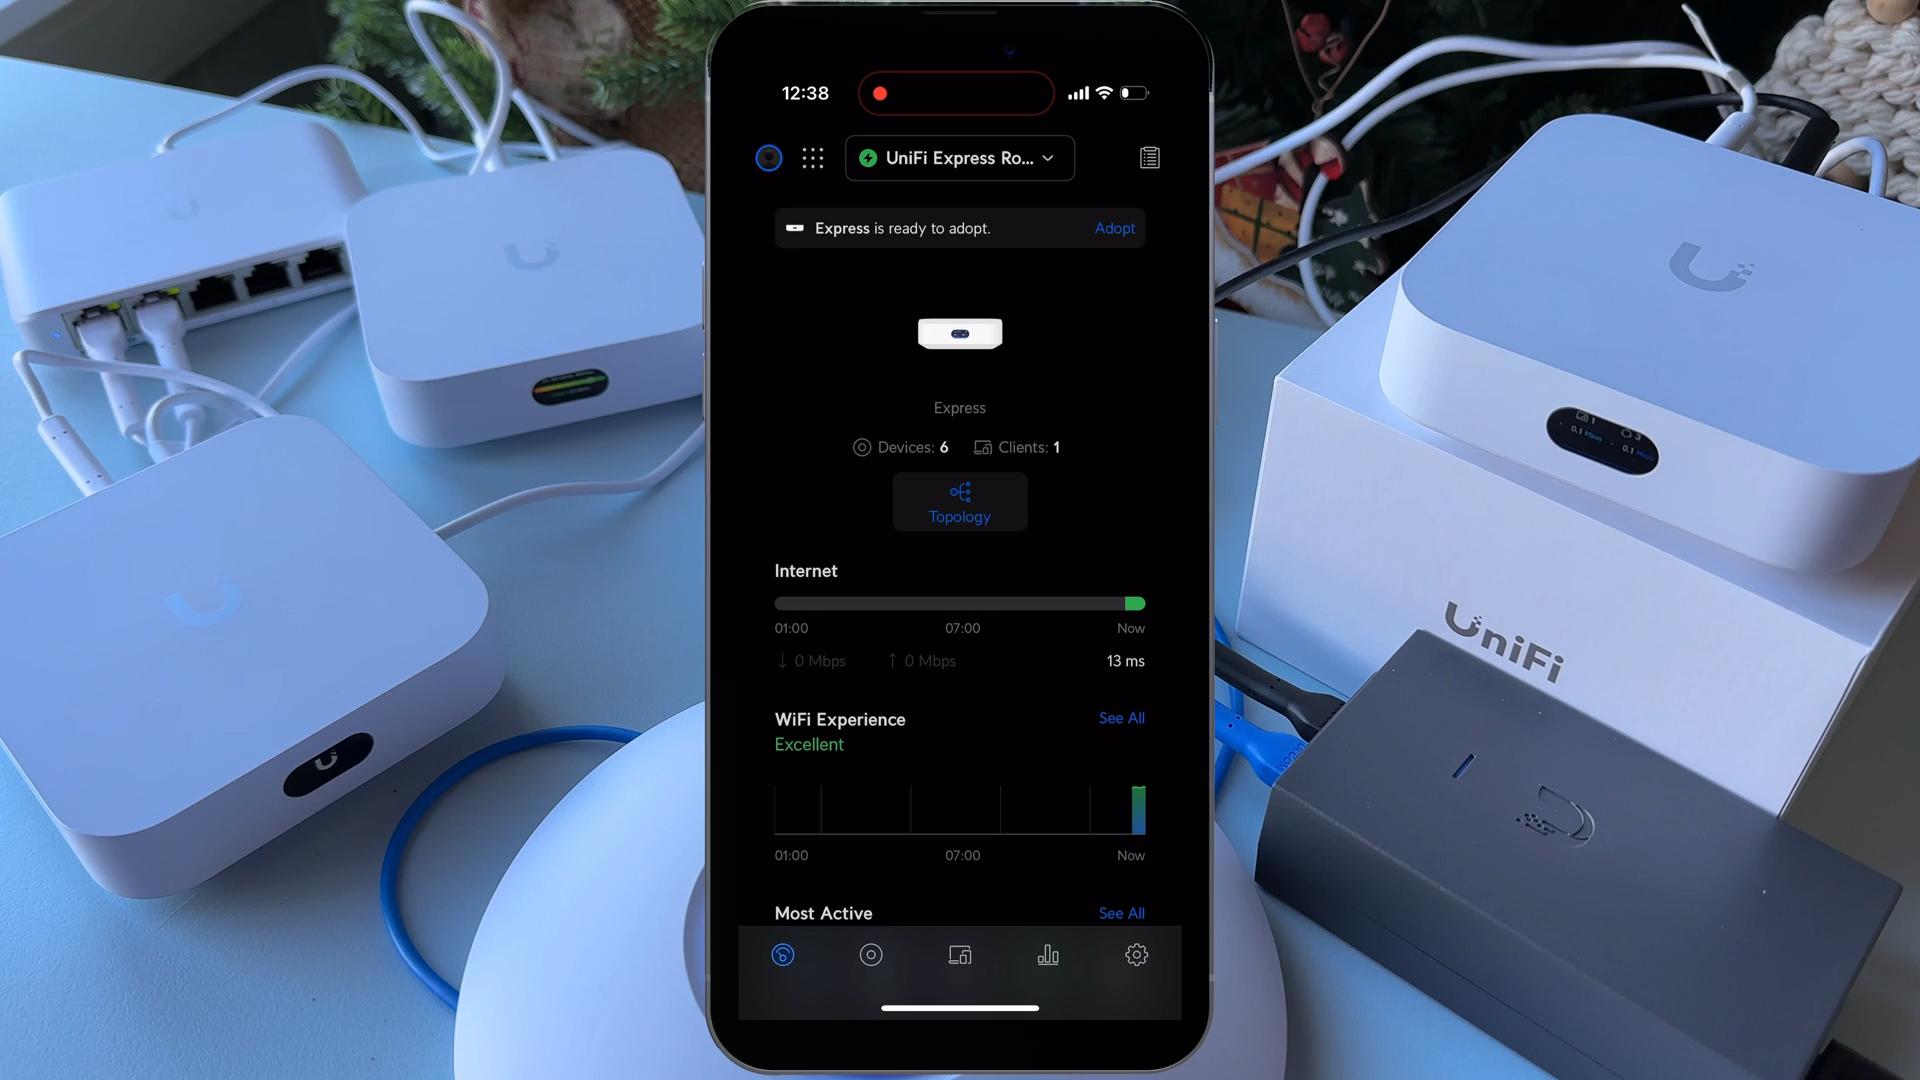 12:38
UniFi Express Ro...
Express is ready to adopt.
Adopt
Express
Devices: 6
Clients: 1
Topology
Internet
01:00
07:00
Now
↓ 0 Mbps
↑ 0 Mbps
13 ms
WiFi Experience
See All
Excellent
01:00
07:00
Now
Most Active
See All
UniFi